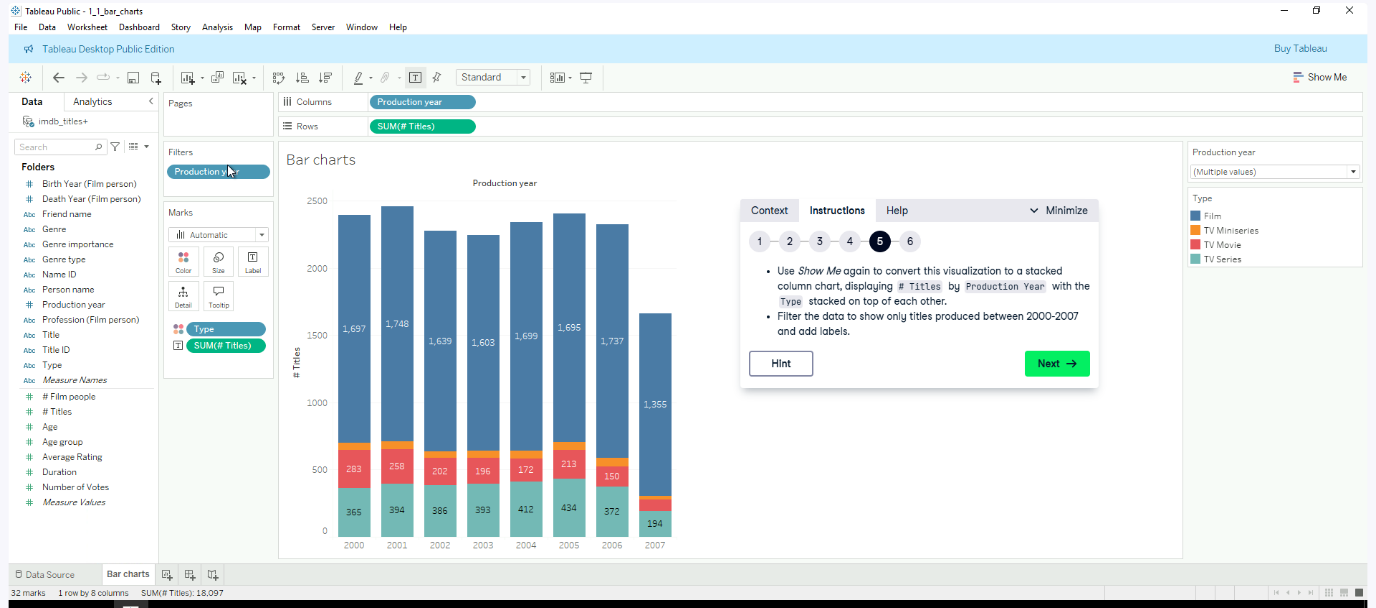 Tableau Public - 1_1_bar_charts
File Data Worksheet Dashboard Story Analysis Map Format Server Window Help
Tableau Desktop Public Edition
Buy Tableau
Standard
Show Me
Data Analytics
imdb_titles+
Search
Folders
Birth Year (Film person)
Death Year (Film person)
Abc Friend name
Abc Genre
Abc Genre importance
Abc Genre type
Abc Name ID
Abc Person name
Production year
Abc Profession (Film person)
Abc Title
Abc Title ID
Abc Type
Abc Measure Names
# Film people
# Titles
Age
Age group
Average Rating
Duration
Number of Votes
Measure Values
Pages
Filters
Production year
Marks
Automatic
Color Size Label
Detail Tooltip
Type
SUM(# Titles)
Columns Production year
Rows SUM(# Titles)
Bar charts
Production year
# Titles
2500
2000
1500
1000
500
0
1,697 1,748 1,639 1,603 1,699 1,695 1,737 1,355
283 258 202 196 172 213 150
365 394 386 393 412 434 372 194
2000 2001 2002 2003 2004 2005 2006 2007
Context Instructions Help Minimize
1 2 3 4 5 6
• Use Show Me again to convert this visualization to a stacked
column chart, displaying # Titles by Production Year with the
Type stacked on top of each other.
• Filter the data to show only titles produced between 2000-2007
and add labels.
Hint
Next →
Production year
(Multiple values)
Type
Film
TV Miniseries
TV Movie
TV Series
Data Source Bar charts
32 marks 1 row by 8 columns SUM(# Titles): 18,097